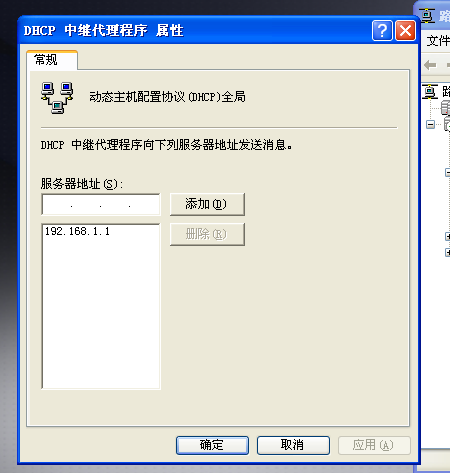 DHCP 中继代理程序 属性
常规
动态主机配置协议(DHCP)全局
DHCP 中继代理程序向下列服务器地址发送消息。
服务器地址(S):
添加(D)
192.168.1.1
删除(R)
确定
取消
应用(A)
路
文件
路